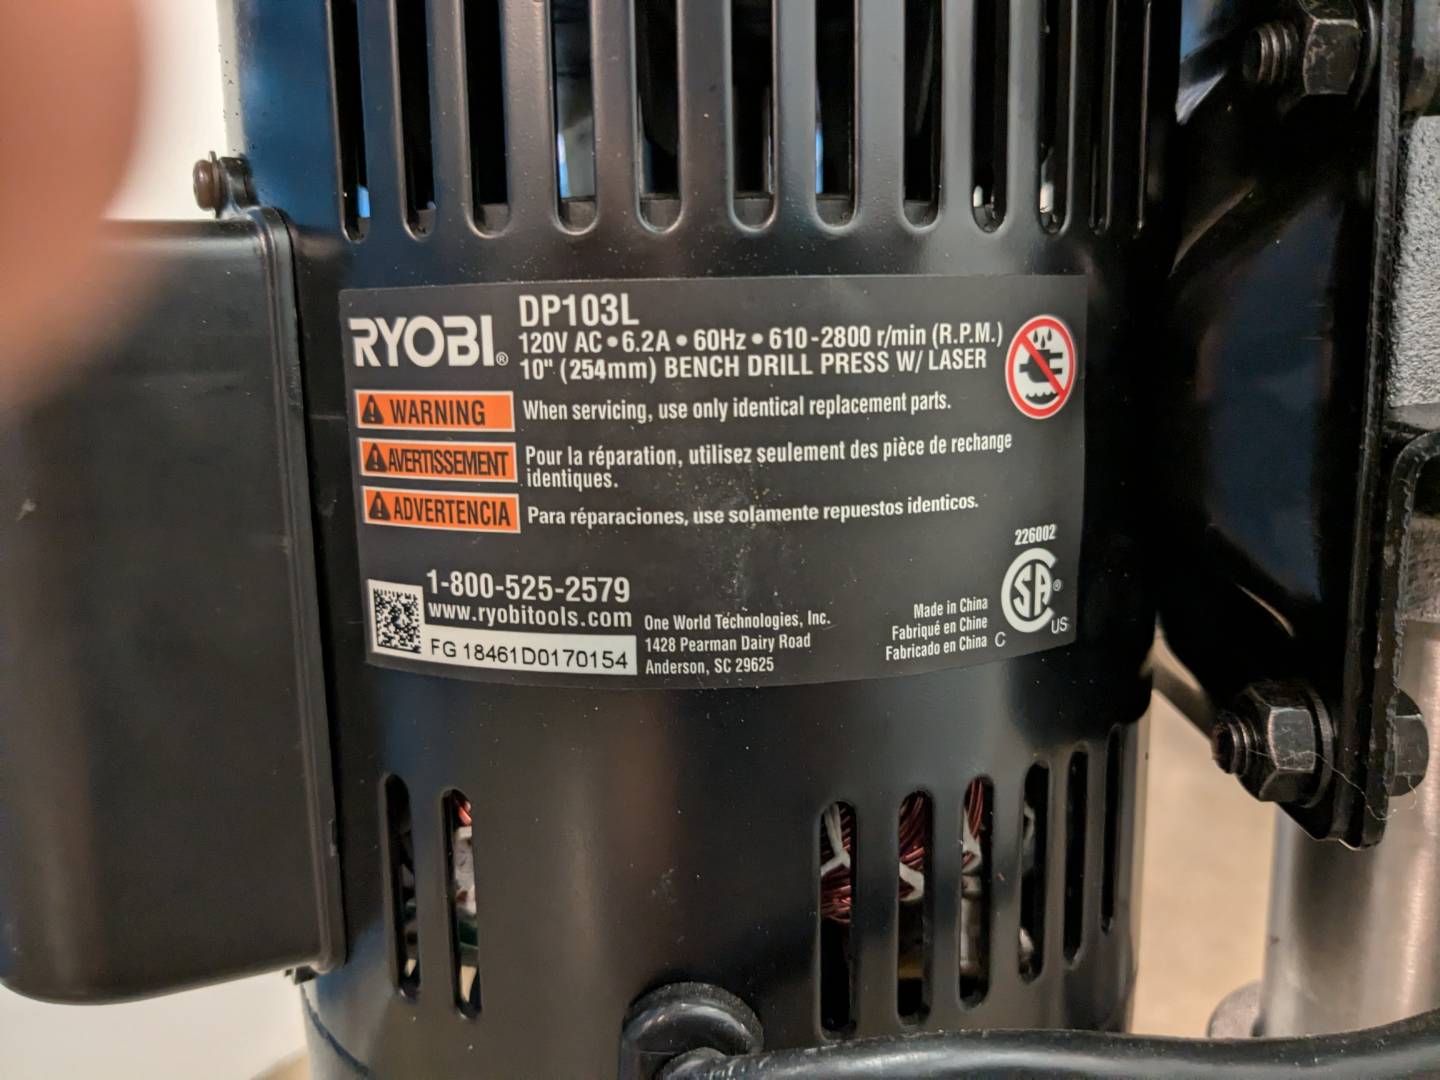 RYOBI®
DP103L
120V AC • 6.2A • 60Hz • 610-2800 r/min (R.P.M.)
10" (254mm) BENCH DRILL PRESS W/ LASER
WARNING
When servicing, use only identical replacement parts.
AVERTISSEMENT
Pour la réparation, utilisez seulement des pièce de rechange
identiques.
ADVERTENCIA
Para réparaciones, use solamente repuestos identicos.
1-800-525-2579
www.ryobitools.com
FG 18461D0170154
One World Technologies, Inc.
1428 Pearman Dairy Road
Anderson, SC 29625
Made in China
Fabriqué en Chine
Fabricado en China
226002
C SA® US